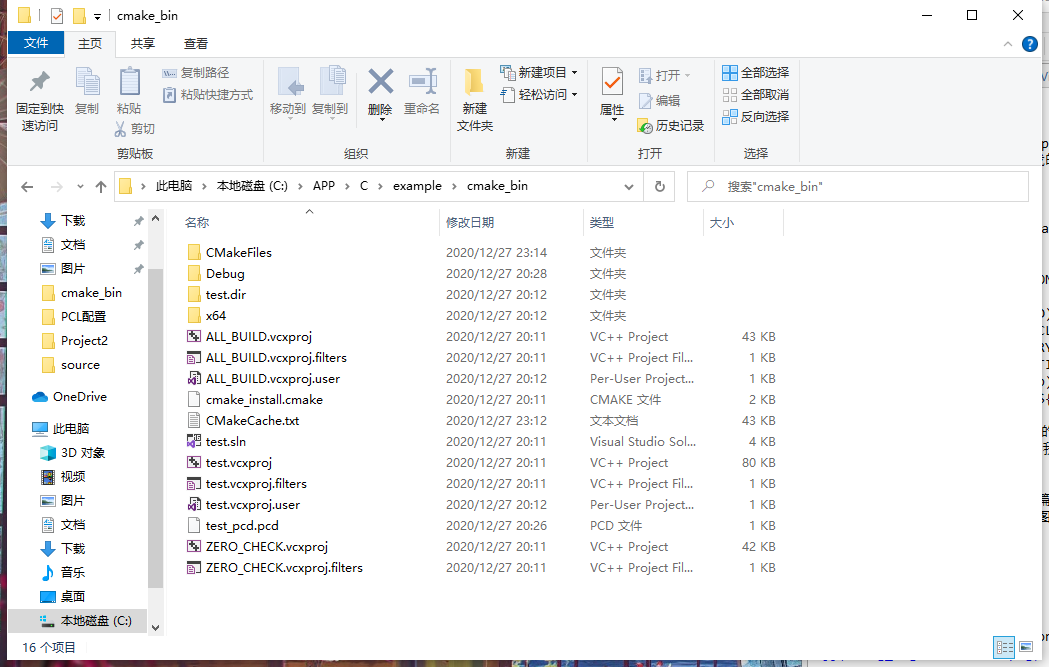 cmake_bin
文件 主页 共享 查看
固定到快速访问
复制
粘贴
复制路径
粘贴快捷方式
剪切
剪贴板
移动到
复制到
删除
重命名
组织
新建文件夹
新建项目
轻松访问
新建
属性
打开
编辑
历史记录
打开
全部选择
全部取消
反向选择
选择
此电脑 › 本地磁盘 (C:) › APP › C › example › cmake_bin
搜索"cmake_bin"
下载
文档
图片
cmake_bin
PCL配置
Project2
source
OneDrive
此电脑
3D 对象
视频
图片
文档
下载
音乐
桌面
本地磁盘 (C:)
名称 修改日期 类型 大小
CMakeFiles 2020/12/27 23:14 文件夹
Debug 2020/12/27 20:28 文件夹
test.dir 2020/12/27 20:12 文件夹
x64 2020/12/27 20:12 文件夹
ALL_BUILD.vcxproj 2020/12/27 20:11 VC++ Project 43 KB
ALL_BUILD.vcxproj.filters 2020/12/27 20:11 VC++ Project Fil... 1 KB
ALL_BUILD.vcxproj.user 2020/12/27 20:12 Per-User Project... 1 KB
cmake_install.cmake 2020/12/27 20:11 CMAKE 文件 2 KB
CMakeCache.txt 2020/12/27 23:12 文本文档 43 KB
test.sln 2020/12/27 20:11 Visual Studio Sol... 4 KB
test.vcxproj 2020/12/27 20:11 VC++ Project 80 KB
test.vcxproj.filters 2020/12/27 20:11 VC++ Project Fil... 1 KB
test.vcxproj.user 2020/12/27 20:12 Per-User Project... 1 KB
test_pcd.pcd 2020/12/27 20:26 PCD 文件 1 KB
ZERO_CHECK.vcxproj 2020/12/27 20:11 VC++ Project 42 KB
ZERO_CHECK.vcxproj.filters 2020/12/27 20:11 VC++ Project Fil... 1 KB
16 个项目